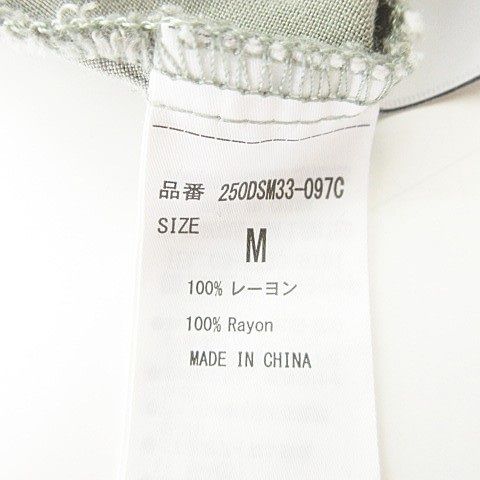 品番 250DSM33-097C
SIZE
M
100% レーヨン
100% Rayon
MADE IN CHINA